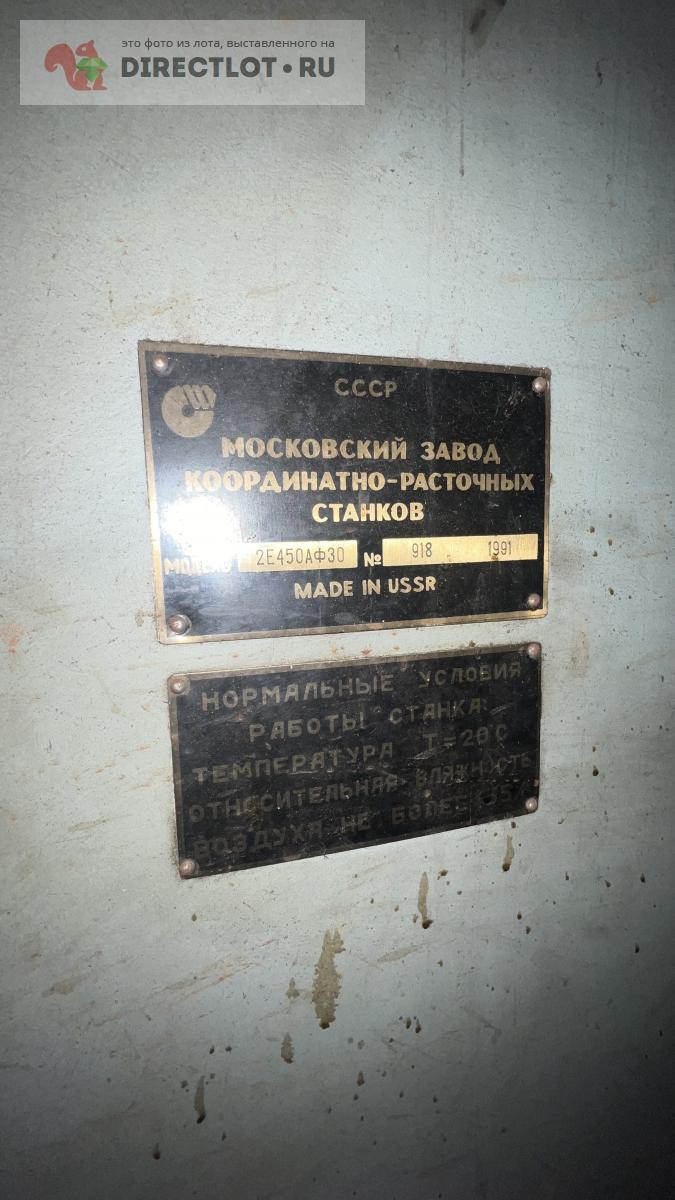 это фото из лота, выставленного на
DIRECTLOT•RU
СССР
МОСКОВСКИЙ ЗАВОД
КООРДИНАТНО-РАСТОЧНЫХ
СТАНКОВ
МОДЕЛЬ 2Е450АФ30 № 918 1991
MADE IN USSR
НОРМАЛЬНЫЕ УСЛОВИЯ
РАБОТЫ СТАНКА:
ТЕМПЕРАТУРА Т=20°С
ОТНОСИТЕЛЬНАЯ ВЛАЖНОСТЬ
ВОЗДУХА НЕ БОЛЕЕ